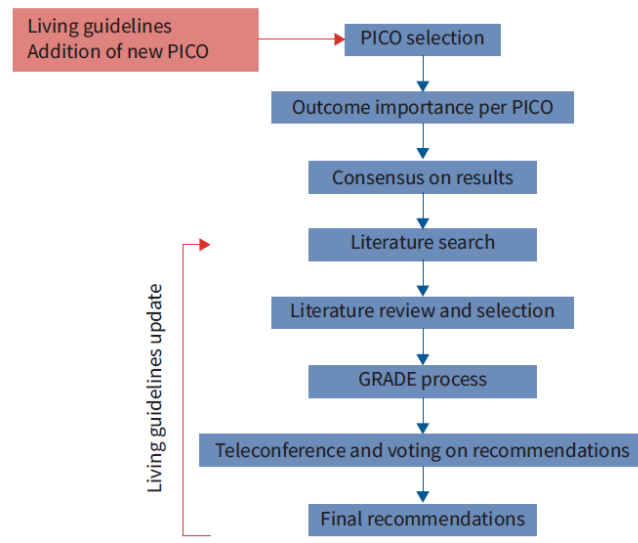 Living guidelines
Addition of new PICO
PICO selection
Outcome importance per PICO
Consensus on results
Literature search
Literature review and selection
GRADE process
Teleconference and voting on recommendations
Final recommendations
Living guidelines update